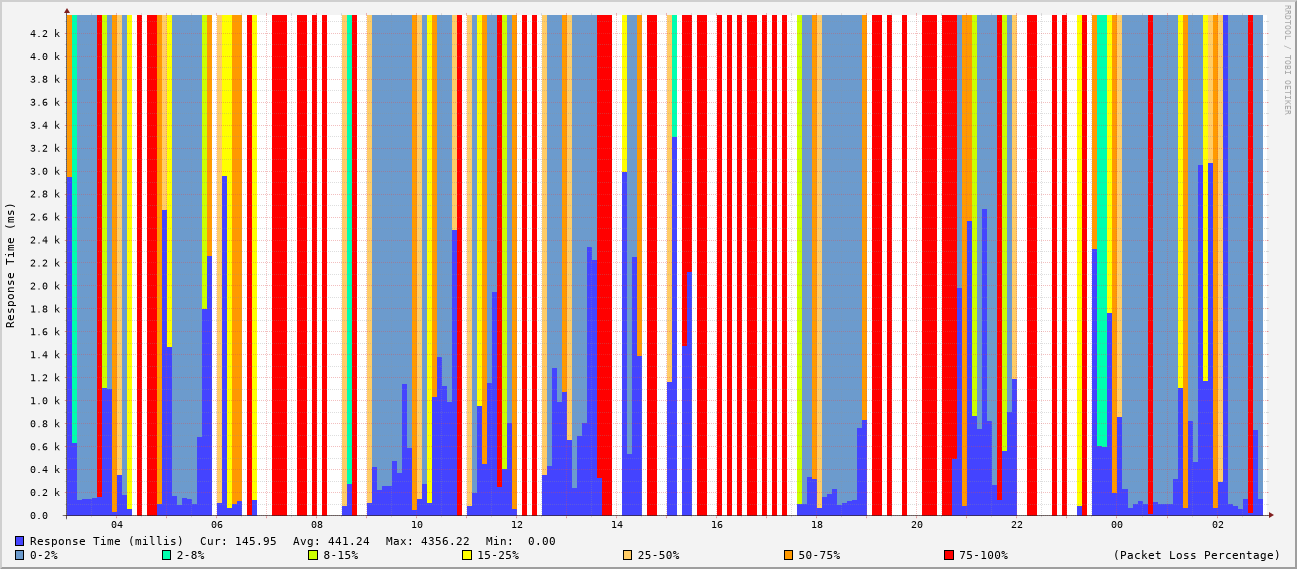 RRDTOOL / TOBI OETIKER
Response Time (ms)
4.2 k
4.0 k
3.8 k
3.6 k
3.4 k
3.2 k
3.0 k
2.8 k
2.6 k
2.4 k
2.2 k
2.0 k
1.8 k
1.6 k
1.4 k
1.2 k
1.0 k
0.8 k
0.6 k
0.4 k
0.2 k
0.0
04 06 08 10 12 14 16 18 20 22 00 02
Response Time (millis) Cur: 145.95 Avg: 441.24 Max: 4356.22 Min: 0.00
0-2% 2-8% 8-15% 15-25% 25-50% 50-75% 75-100% (Packet Loss Percentage)